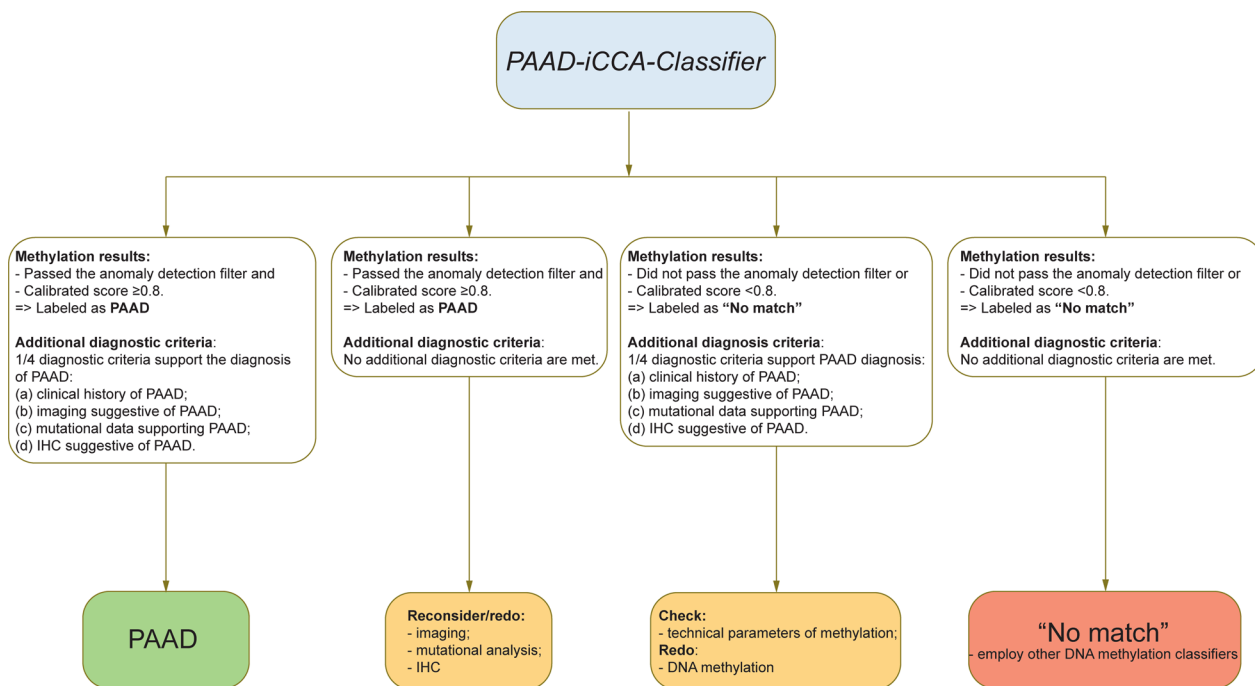 PAAD-iCCA-Classifier
Methylation results:
- Passed the anomaly detection filter and
- Calibrated score ≥0.8.
=> Labeled as PAAD
Additional diagnostic criteria:
1/4 diagnostic criteria support the diagnosis
of PAAD:
(a) clinical history of PAAD;
(b) imaging suggestive of PAAD;
(c) mutational data supporting PAAD;
(d) IHC suggestive of PAAD.
Methylation results:
- Passed the anomaly detection filter and
- Calibrated score ≥0.8.
=> Labeled as PAAD
Additional diagnostic criteria:
No additional diagnostic criteria are met.
Methylation results:
- Did not pass the anomaly detection filter or
- Calibrated score <0.8.
=> Labeled as “No match”
Additional diagnosis criteria:
1/4 diagnostic criteria support PAAD diagnosis:
(a) clinical history of PAAD;
(b) imaging suggestive of PAAD;
(c) mutational data supporting PAAD;
(d) IHC suggestive of PAAD.
Methylation results:
- Did not pass the anomaly detection filter or
- Calibrated score <0.8.
=> Labeled as “No match”
Additional diagnostic criteria:
No additional diagnostic criteria are met.
PAAD
Reconsider/redo:
- imaging;
- mutational analysis;
- IHC
Check:
- technical parameters of methylation;
Redo:
- DNA methylation
“No match”
- employ other DNA methylation classifiers